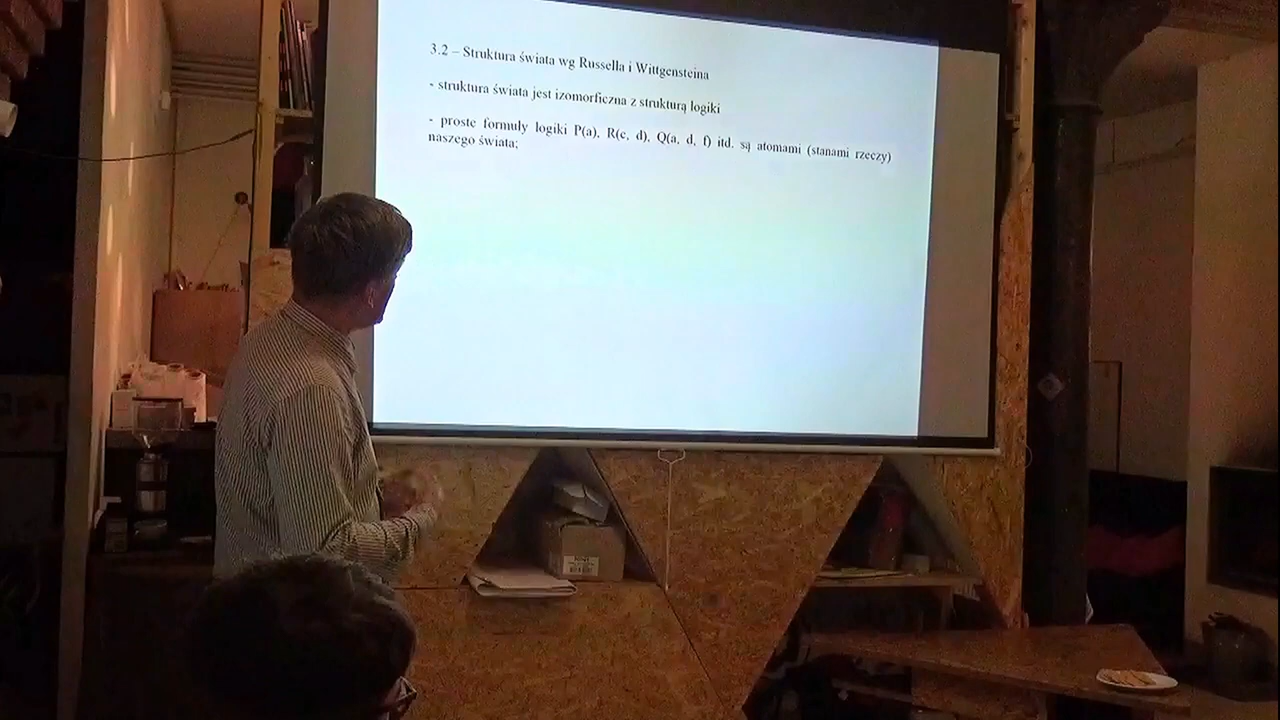 3.2 – Struktura świata wg Russella i Wittgensteina
- struktura świata jest izomorficzna z strukturą logiki
- proste formuły logiki P(a), R(c, d), Q(a, d, f) itd. są atomami (stanami rzeczy)
naszego świata;